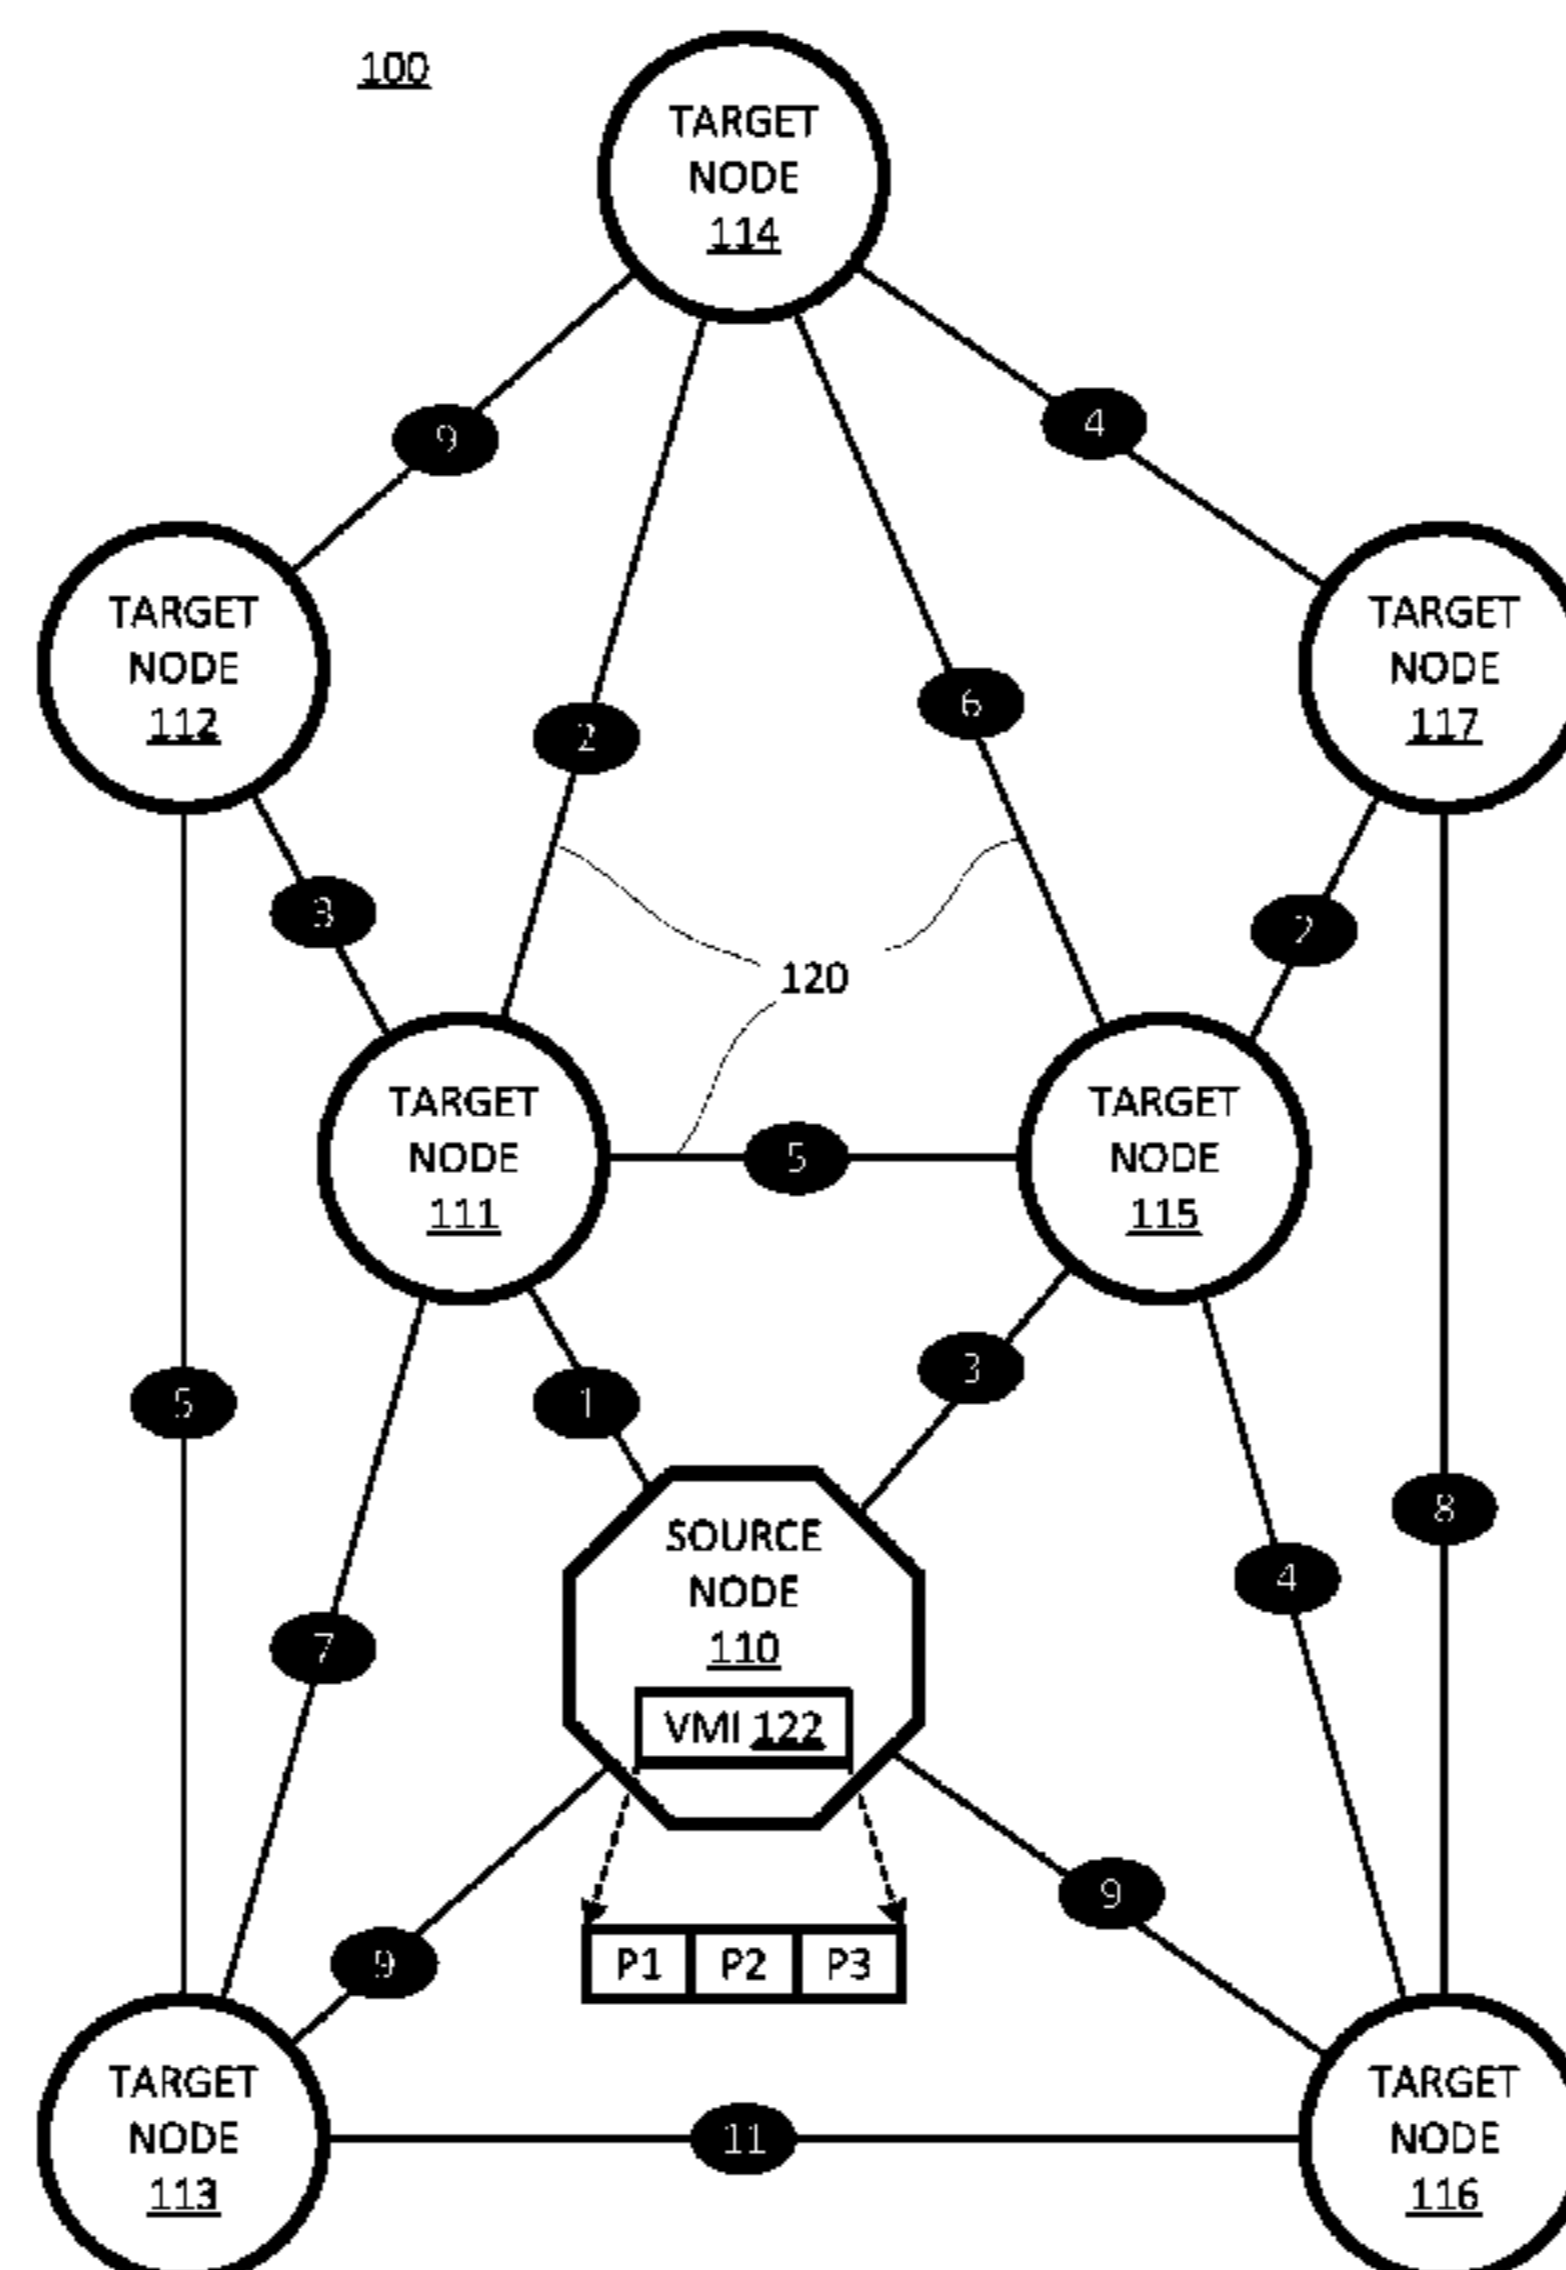 100
TARGET
NODE
114
9
4
TARGET
NODE
112
TARGET
NODE
117
2
6
3
2
120
TARGET
NODE
111
5
TARGET
NODE
115
5
1
3
8
SOURCE
NODE
110
4
7
VMI 122
9
9
P1 P2 P3
TARGET
NODE
113
11
TARGET
NODE
116